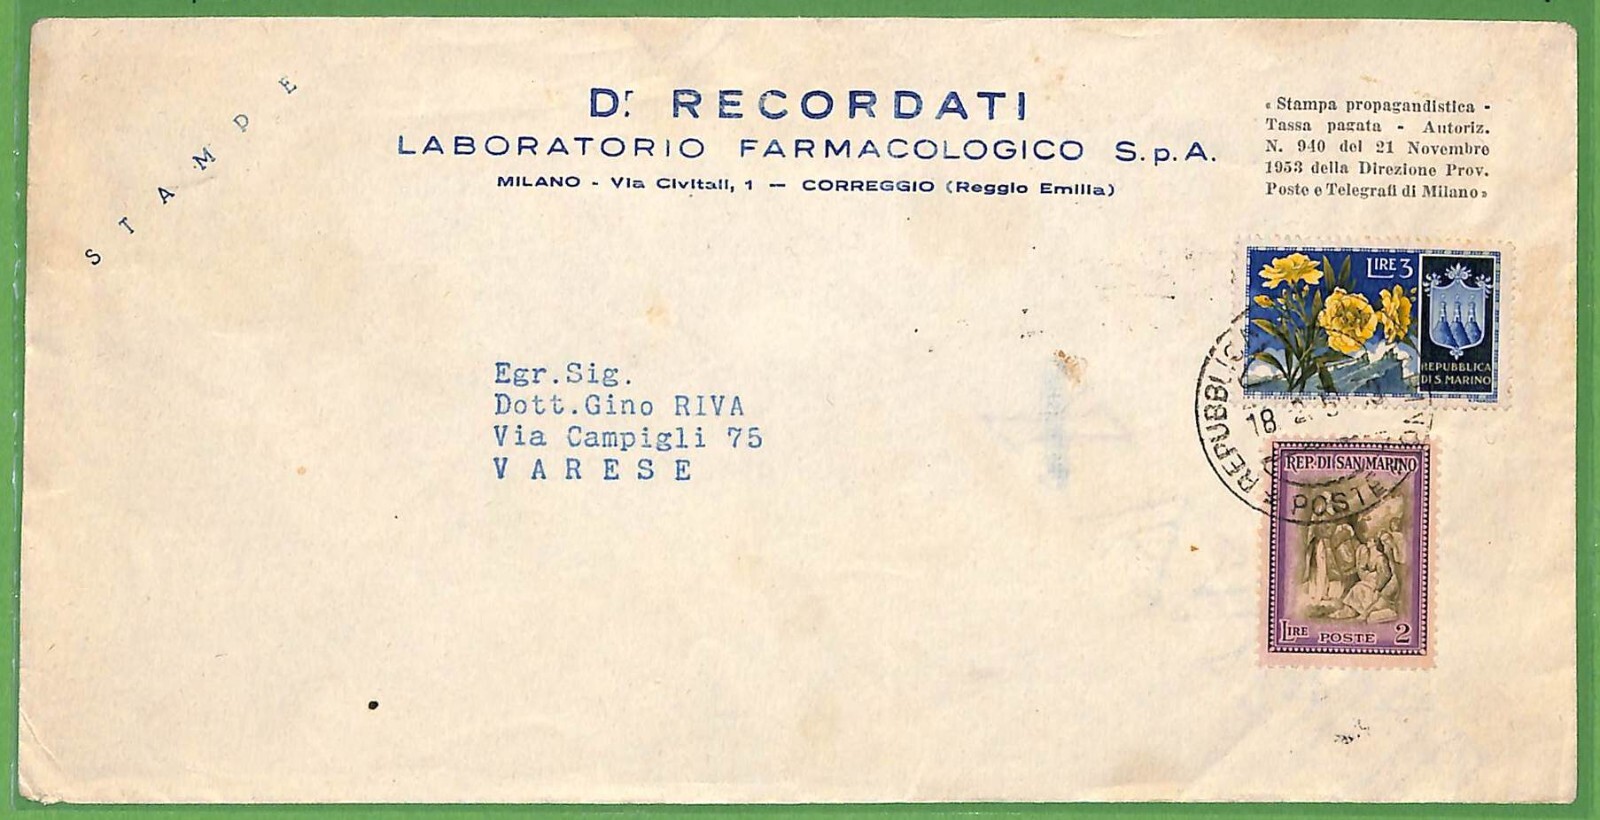 STAMPE
Dr. RECORDATI
LABORATORIO FARMACOLOGICO S.p.A.
MILANO - Via Civitali, 1 — CORREGGIO (Reggio Emilia)
« Stampa propagandistica -
Tassa pagata - Autoriz.
N. 940 del 21 Novembre
1953 della Direzione Prov.
Poste e Telegrafi di Milano »
LIRE 3
REPUBBLICA
DI S. MARINO
Egr.Sig.
Dott.Gino RIVA
Via Campigli 75
VARESE
REPUBBLICA
18
POSTE
REP. DI SAN MARINO
LIRE POSTE 2